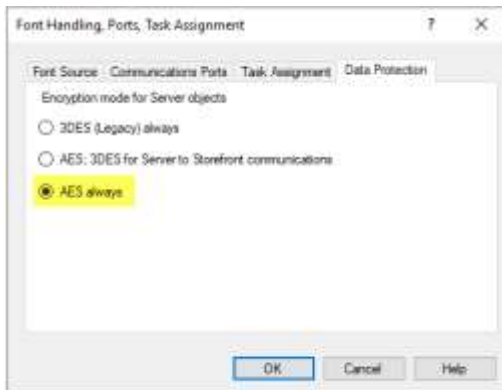 Font Handling, Ports, Task Assignment ? ✕
Font Source Communications Ports Task Assignment Data Protection
Encryption mode for Server objects
3DES (Legacy) always
AES; 3DES for Server to Storefront communications
AES always
OK Cancel Help